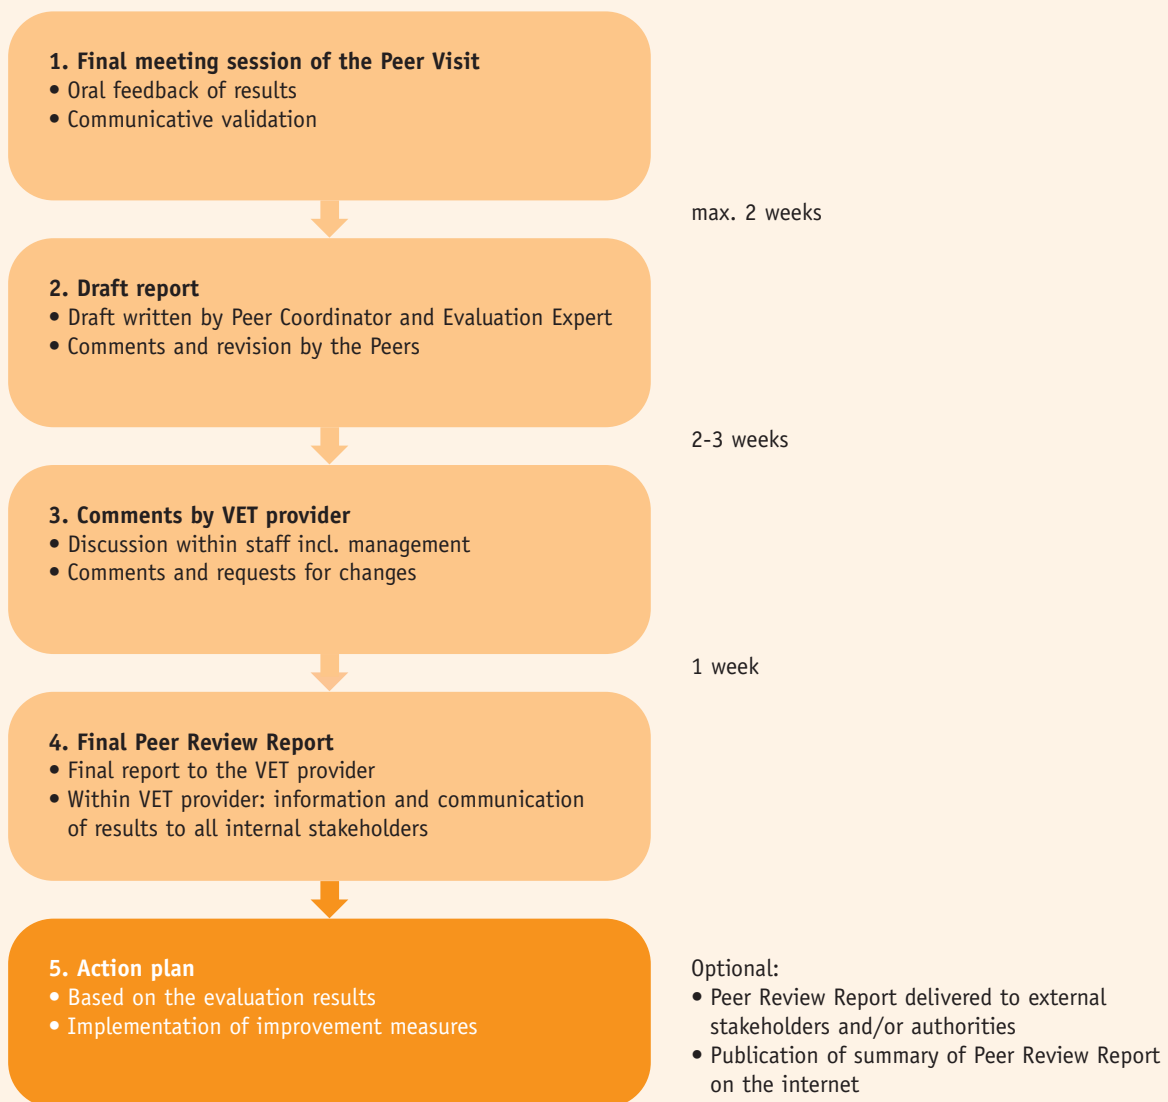 1. Final meeting session of the Peer Visit
• Oral feedback of results
• Communicative validation
max. 2 weeks
2. Draft report
• Draft written by Peer Coordinator and Evaluation Expert
• Comments and revision by the Peers
2-3 weeks
3. Comments by VET provider
• Discussion within staff incl. management
• Comments and requests for changes
1 week
4. Final Peer Review Report
• Final report to the VET provider
• Within VET provider: information and communication
of results to all internal stakeholders
5. Action plan
• Based on the evaluation results
• Implementation of improvement measures
Optional:
• Peer Review Report delivered to external
stakeholders and/or authorities
• Publication of summary of Peer Review Report
on the internet